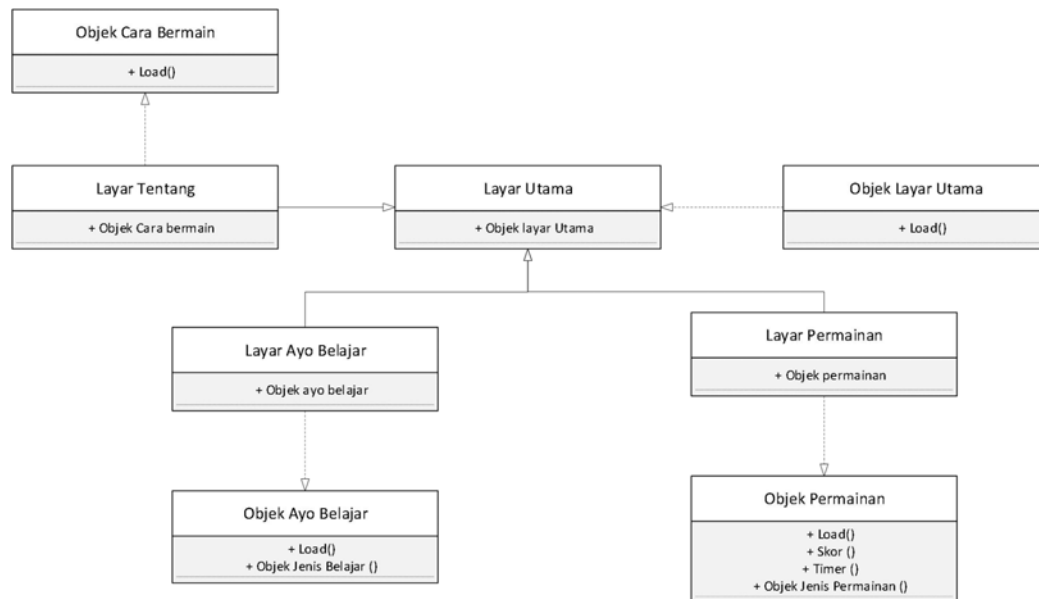 Objek Cara Bermain
+ Load()
Layar Tentang
+ Objek Cara bermain
Layar Utama
+ Objek layar Utama
Objek Layar Utama
+ Load()
Layar Ayo Belajar
+ Objek ayo belajar
Layar Permainan
+ Objek permainan
Objek Ayo Belajar
+ Load()
+ Objek Jenis Belajar ()
Objek Permainan
+ Load()
+ Skor ()
+ Timer ()
+ Objek Jenis Permainan ()